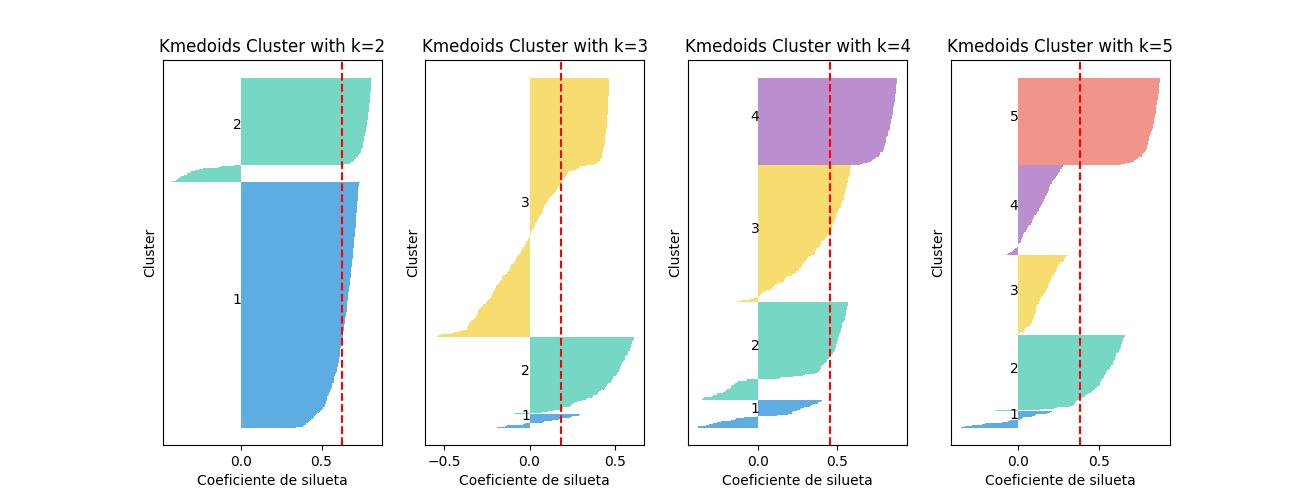 Kmedoids Cluster with k=2
Cluster
2
1
0.0 0.5
Coeficiente de silueta
Kmedoids Cluster with k=3
Cluster
3
2
1
−0.5 0.0 0.5
Coeficiente de silueta
Kmedoids Cluster with k=4
Cluster
4
3
2
1
0.0 0.5
Coeficiente de silueta
Kmedoids Cluster with k=5
Cluster
5
4
3
2
1
0.0 0.5
Coeficiente de silueta